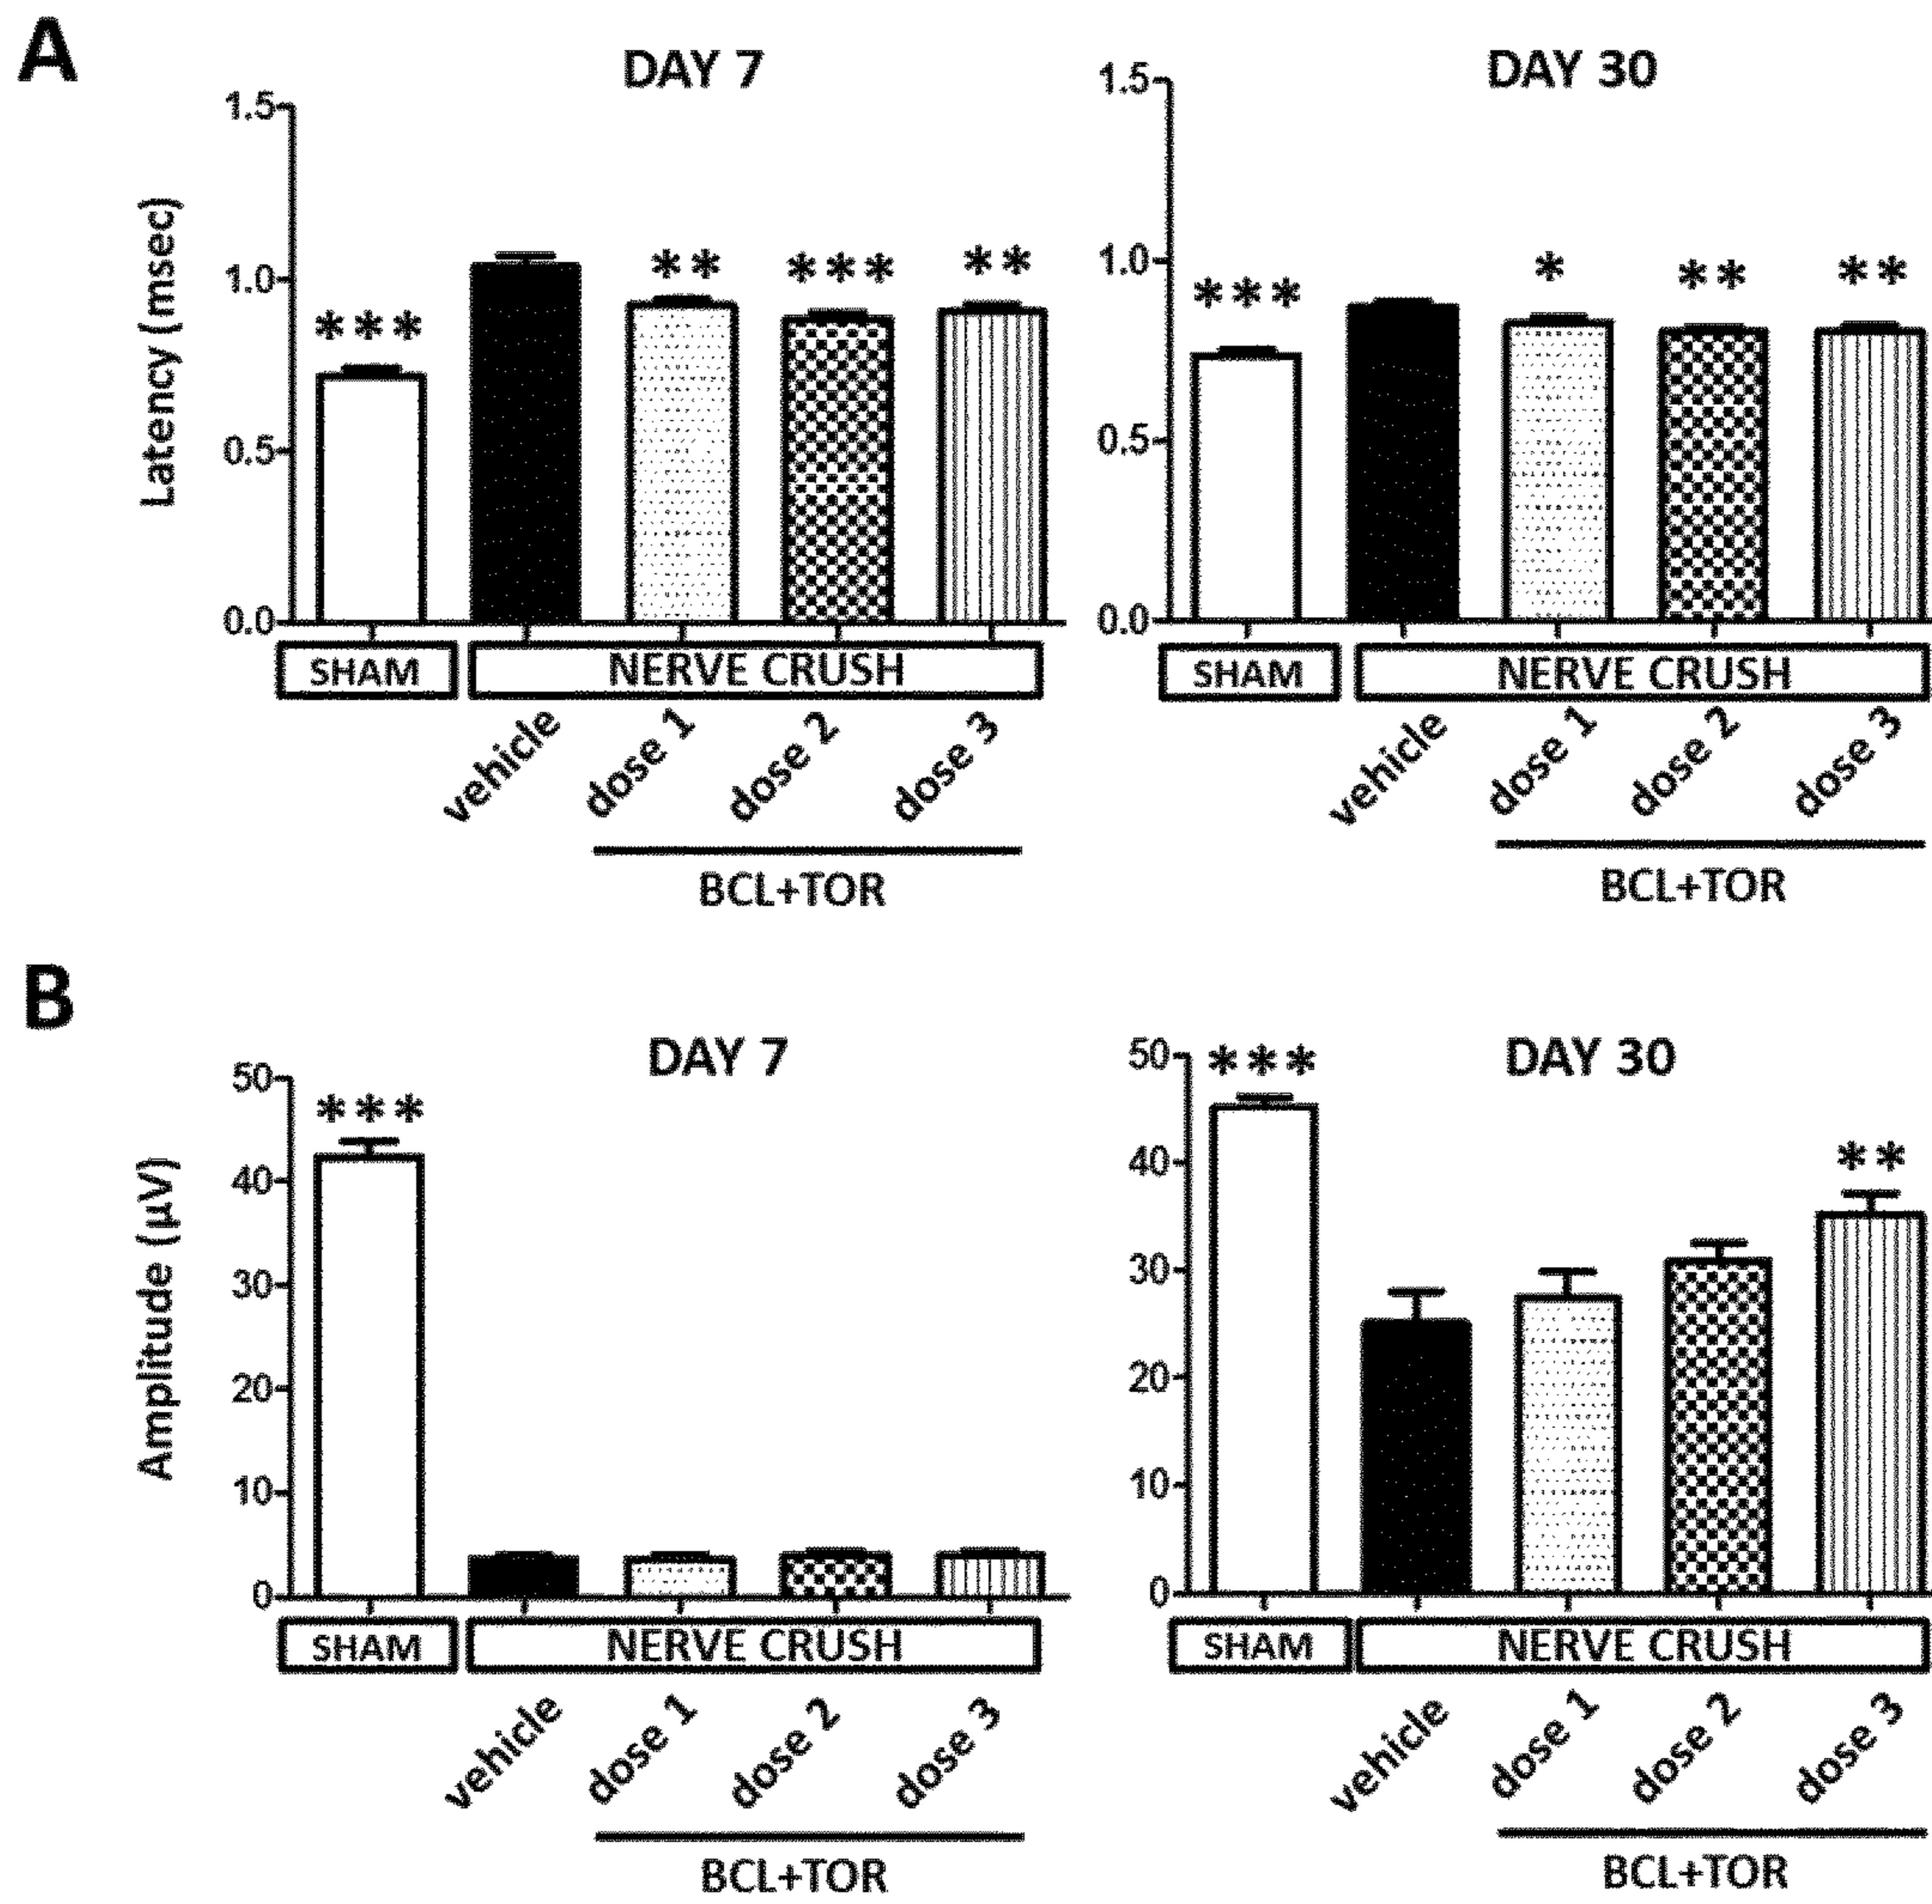 A
DAY 7
DAY 30
Latency (msec)
1.5
1.0
0.5
0.0
***
**
***
**
SHAM
NERVE CRUSH
vehicle
dose 1
dose 2
dose 3
BCL+TOR
1.5
1.0
0.5
0.0
***
*
**
**
SHAM
NERVE CRUSH
vehicle
dose 1
dose 2
dose 3
BCL+TOR
B
DAY 7
DAY 30
Amplitude (µV)
50
40
30
20
10
0
***
SHAM
NERVE CRUSH
vehicle
dose 1
dose 2
dose 3
BCL+TOR
50
40
30
20
10
0
***
**
SHAM
NERVE CRUSH
vehicle
dose 1
dose 2
dose 3
BCL+TOR